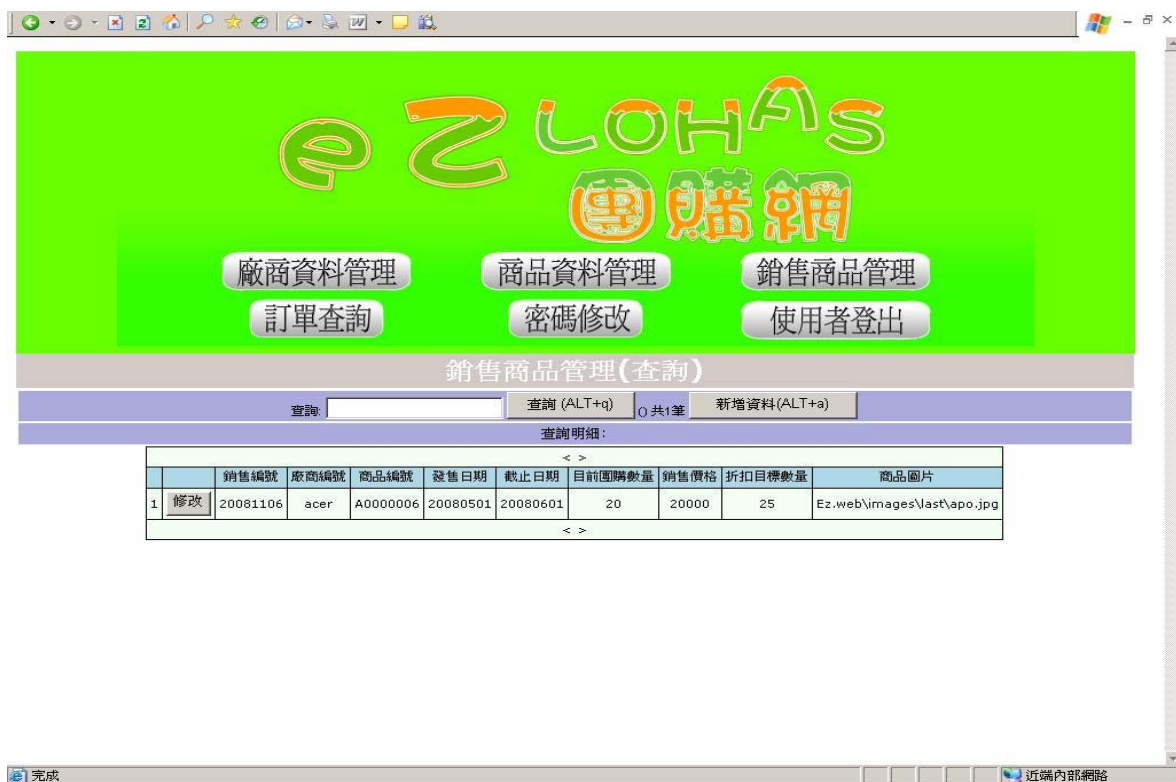 eZ LOHAS
團購網
廠商資料管理 商品資料管理 銷售商品管理
訂單查詢 密碼修改 使用者登出
銷售商品管理(查詢)
查詢: 查詢 (ALT+q) () 共1筆 新增資料(ALT+a)
查詢明細:
< >
銷售編號 廠商編號 商品編號 發售日期 截止日期 目前團購數量 銷售價格 折扣目標數量 商品圖片
1 修改 20081106 acer A0000006 20080501 20080601 20 20000 25 Ez.web\images\last\apo.jpg
< >
完成 近端內部網路